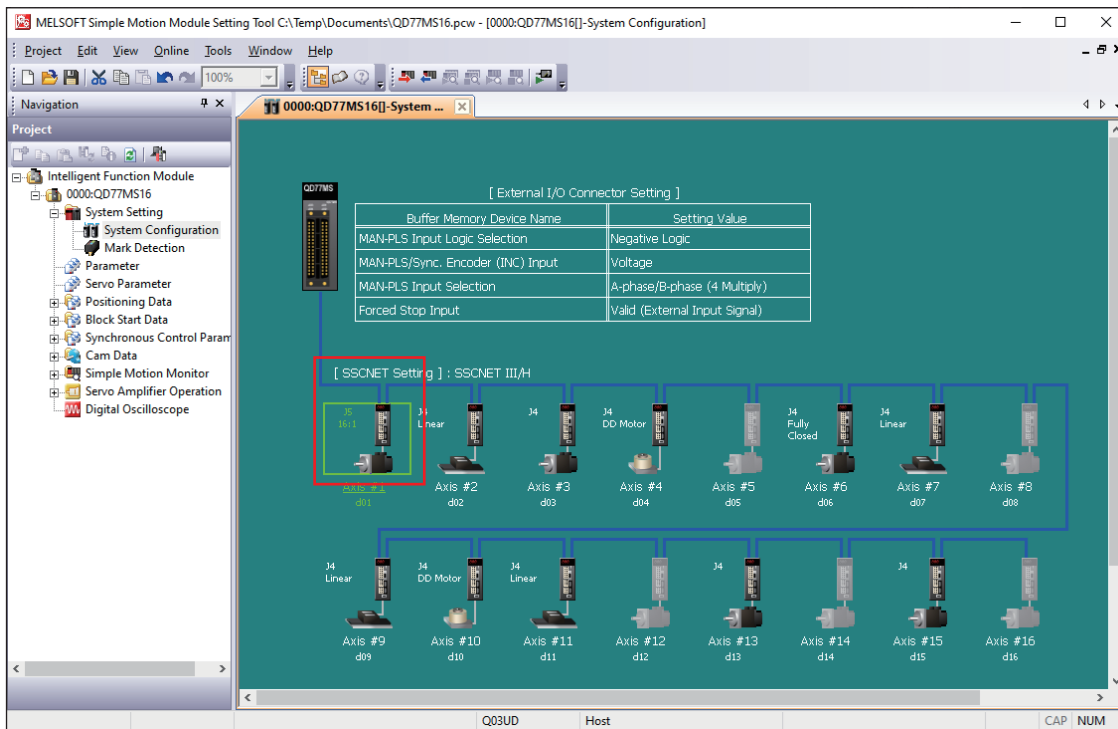 MELSOFT Simple Motion Module Setting Tool C:\Temp\Documents\QD77MS16.pcw - [0000:QD77MS16[]-System Configuration]
Project Edit View Online Tools Window Help
100%
Navigation
0000:QD77MS16[]-System ...
Project
Intelligent Function Module
0000:QD77MS16
System Setting
System Configuration
Mark Detection
Parameter
Servo Parameter
Positioning Data
Block Start Data
Synchronous Control Param
Cam Data
Simple Motion Monitor
Servo Amplifier Operation
Digital Oscilloscope
QD77MS
[ External I/O Connector Setting ]
Buffer Memory Device Name Setting Value
MAN-PLS Input Logic Selection Negative Logic
MAN-PLS/Sync. Encoder (INC) Input Voltage
MAN-PLS Input Selection A-phase/B-phase (4 Multiply)
Forced Stop Input Valid (External Input Signal)
[ SSCNET Setting ] : SSCNET III/H
J5 J4 J4 J4 J4 J4
16:1 Linear DD Motor Fully Linear
Closed
Axis #1 Axis #2 Axis #3 Axis #4 Axis #5 Axis #6 Axis #7 Axis #8
d01 d02 d03 d04 d05 d06 d07 d08
J4 J4 J4 J4 J4
Linear DD Motor Linear
Axis #9 Axis #10 Axis #11 Axis #12 Axis #13 Axis #14 Axis #15 Axis #16
d09 d10 d11 d12 d13 d14 d15 d16
Q03UD Host CAP NUM